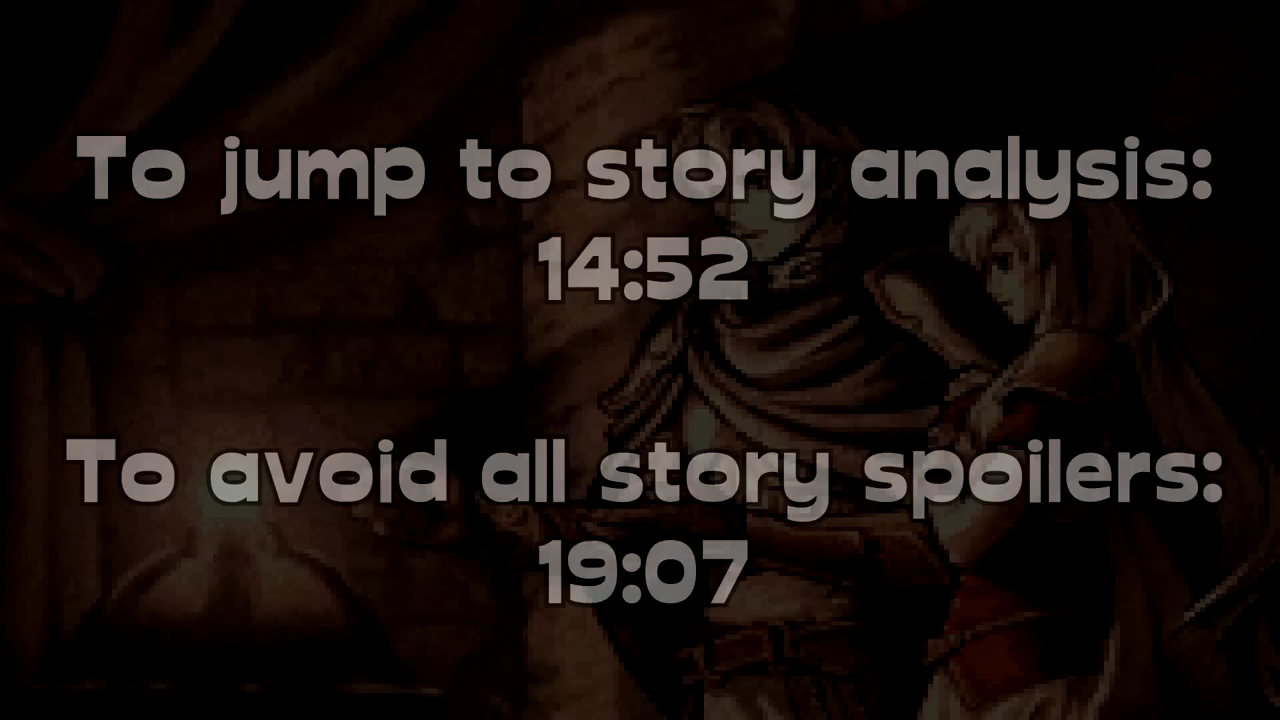 To jump to story analysis:
14:52
To avoid all story spoilers:
19:07